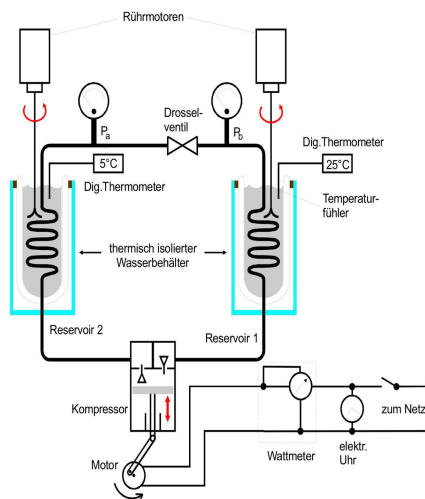 Rührmotoren
Drossel-
ventil
Pa
Pb
Dig.Thermometer
5°C
25°C
Dig.Thermometer
Temperatur-
fühler
thermisch isolierter
Wasserbehälter
Reservoir 2
Reservoir 1
Kompressor
zum Netz
Motor
Wattmeter
elektr.
Uhr